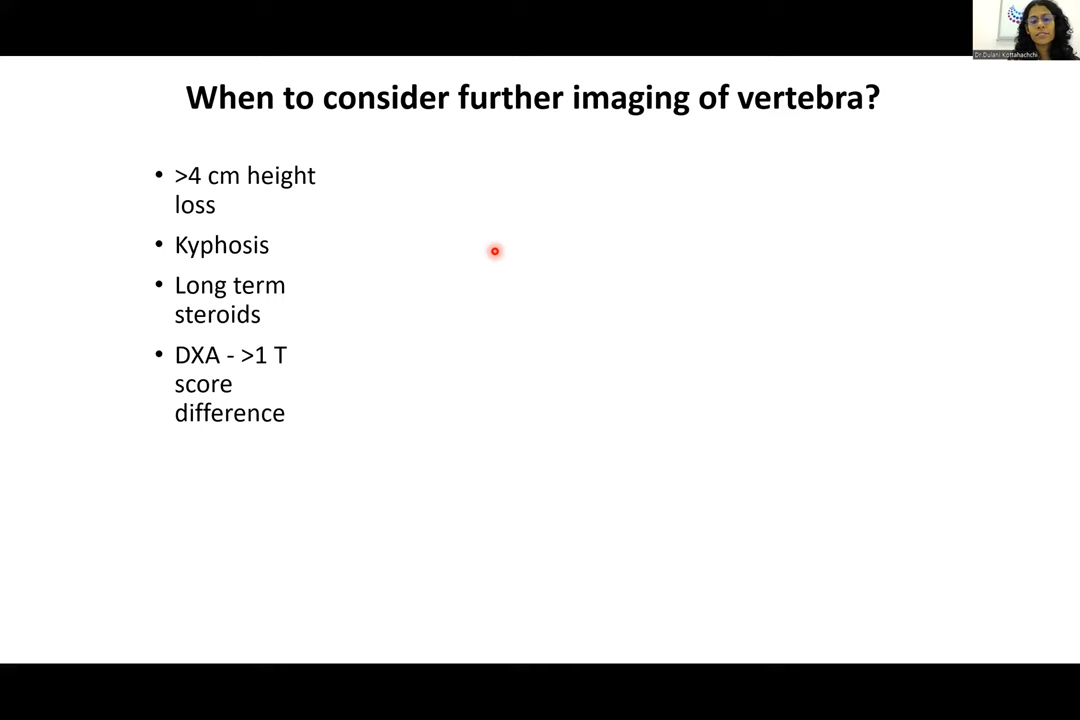 Dr Dulani Kottahachchi
When to consider further imaging of vertebra?
• >4 cm height
loss
• Kyphosis
• Long term
steroids
• DXA - >1 T
score
difference